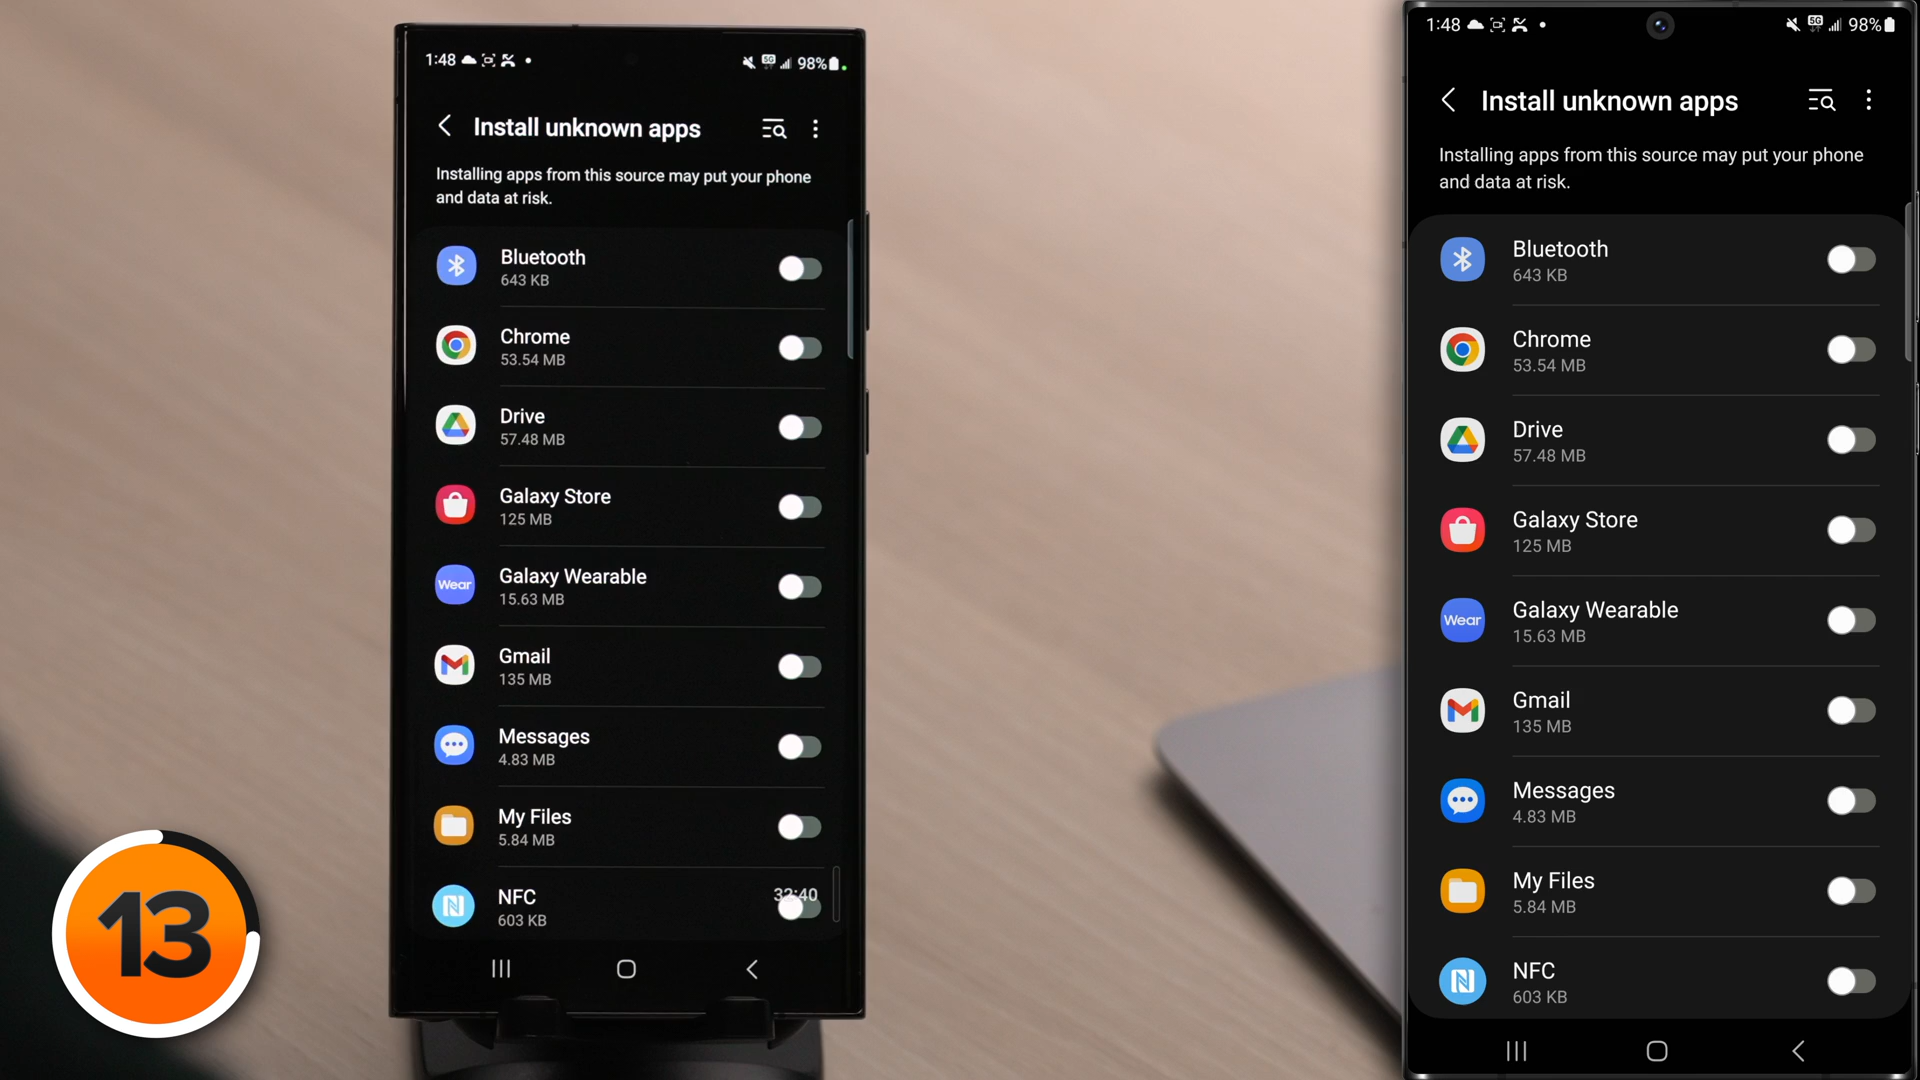 1:48
98%
Install unknown apps
Installing apps from this source may put your phone
and data at risk.
Bluetooth
643 KB
Chrome
53.54 MB
Drive
57.48 MB
Galaxy Store
125 MB
Wear
Galaxy Wearable
15.63 MB
Gmail
135 MB
Messages
4.83 MB
My Files
5.84 MB
NFC
603 KB
32:40
13
1:48
5G
98%
Install unknown apps
Installing apps from this source may put your phone
and data at risk.
Bluetooth
643 KB
Chrome
53.54 MB
Drive
57.48 MB
Galaxy Store
125 MB
Wear
Galaxy Wearable
15.63 MB
Gmail
135 MB
Messages
4.83 MB
My Files
5.84 MB
NFC
603 KB